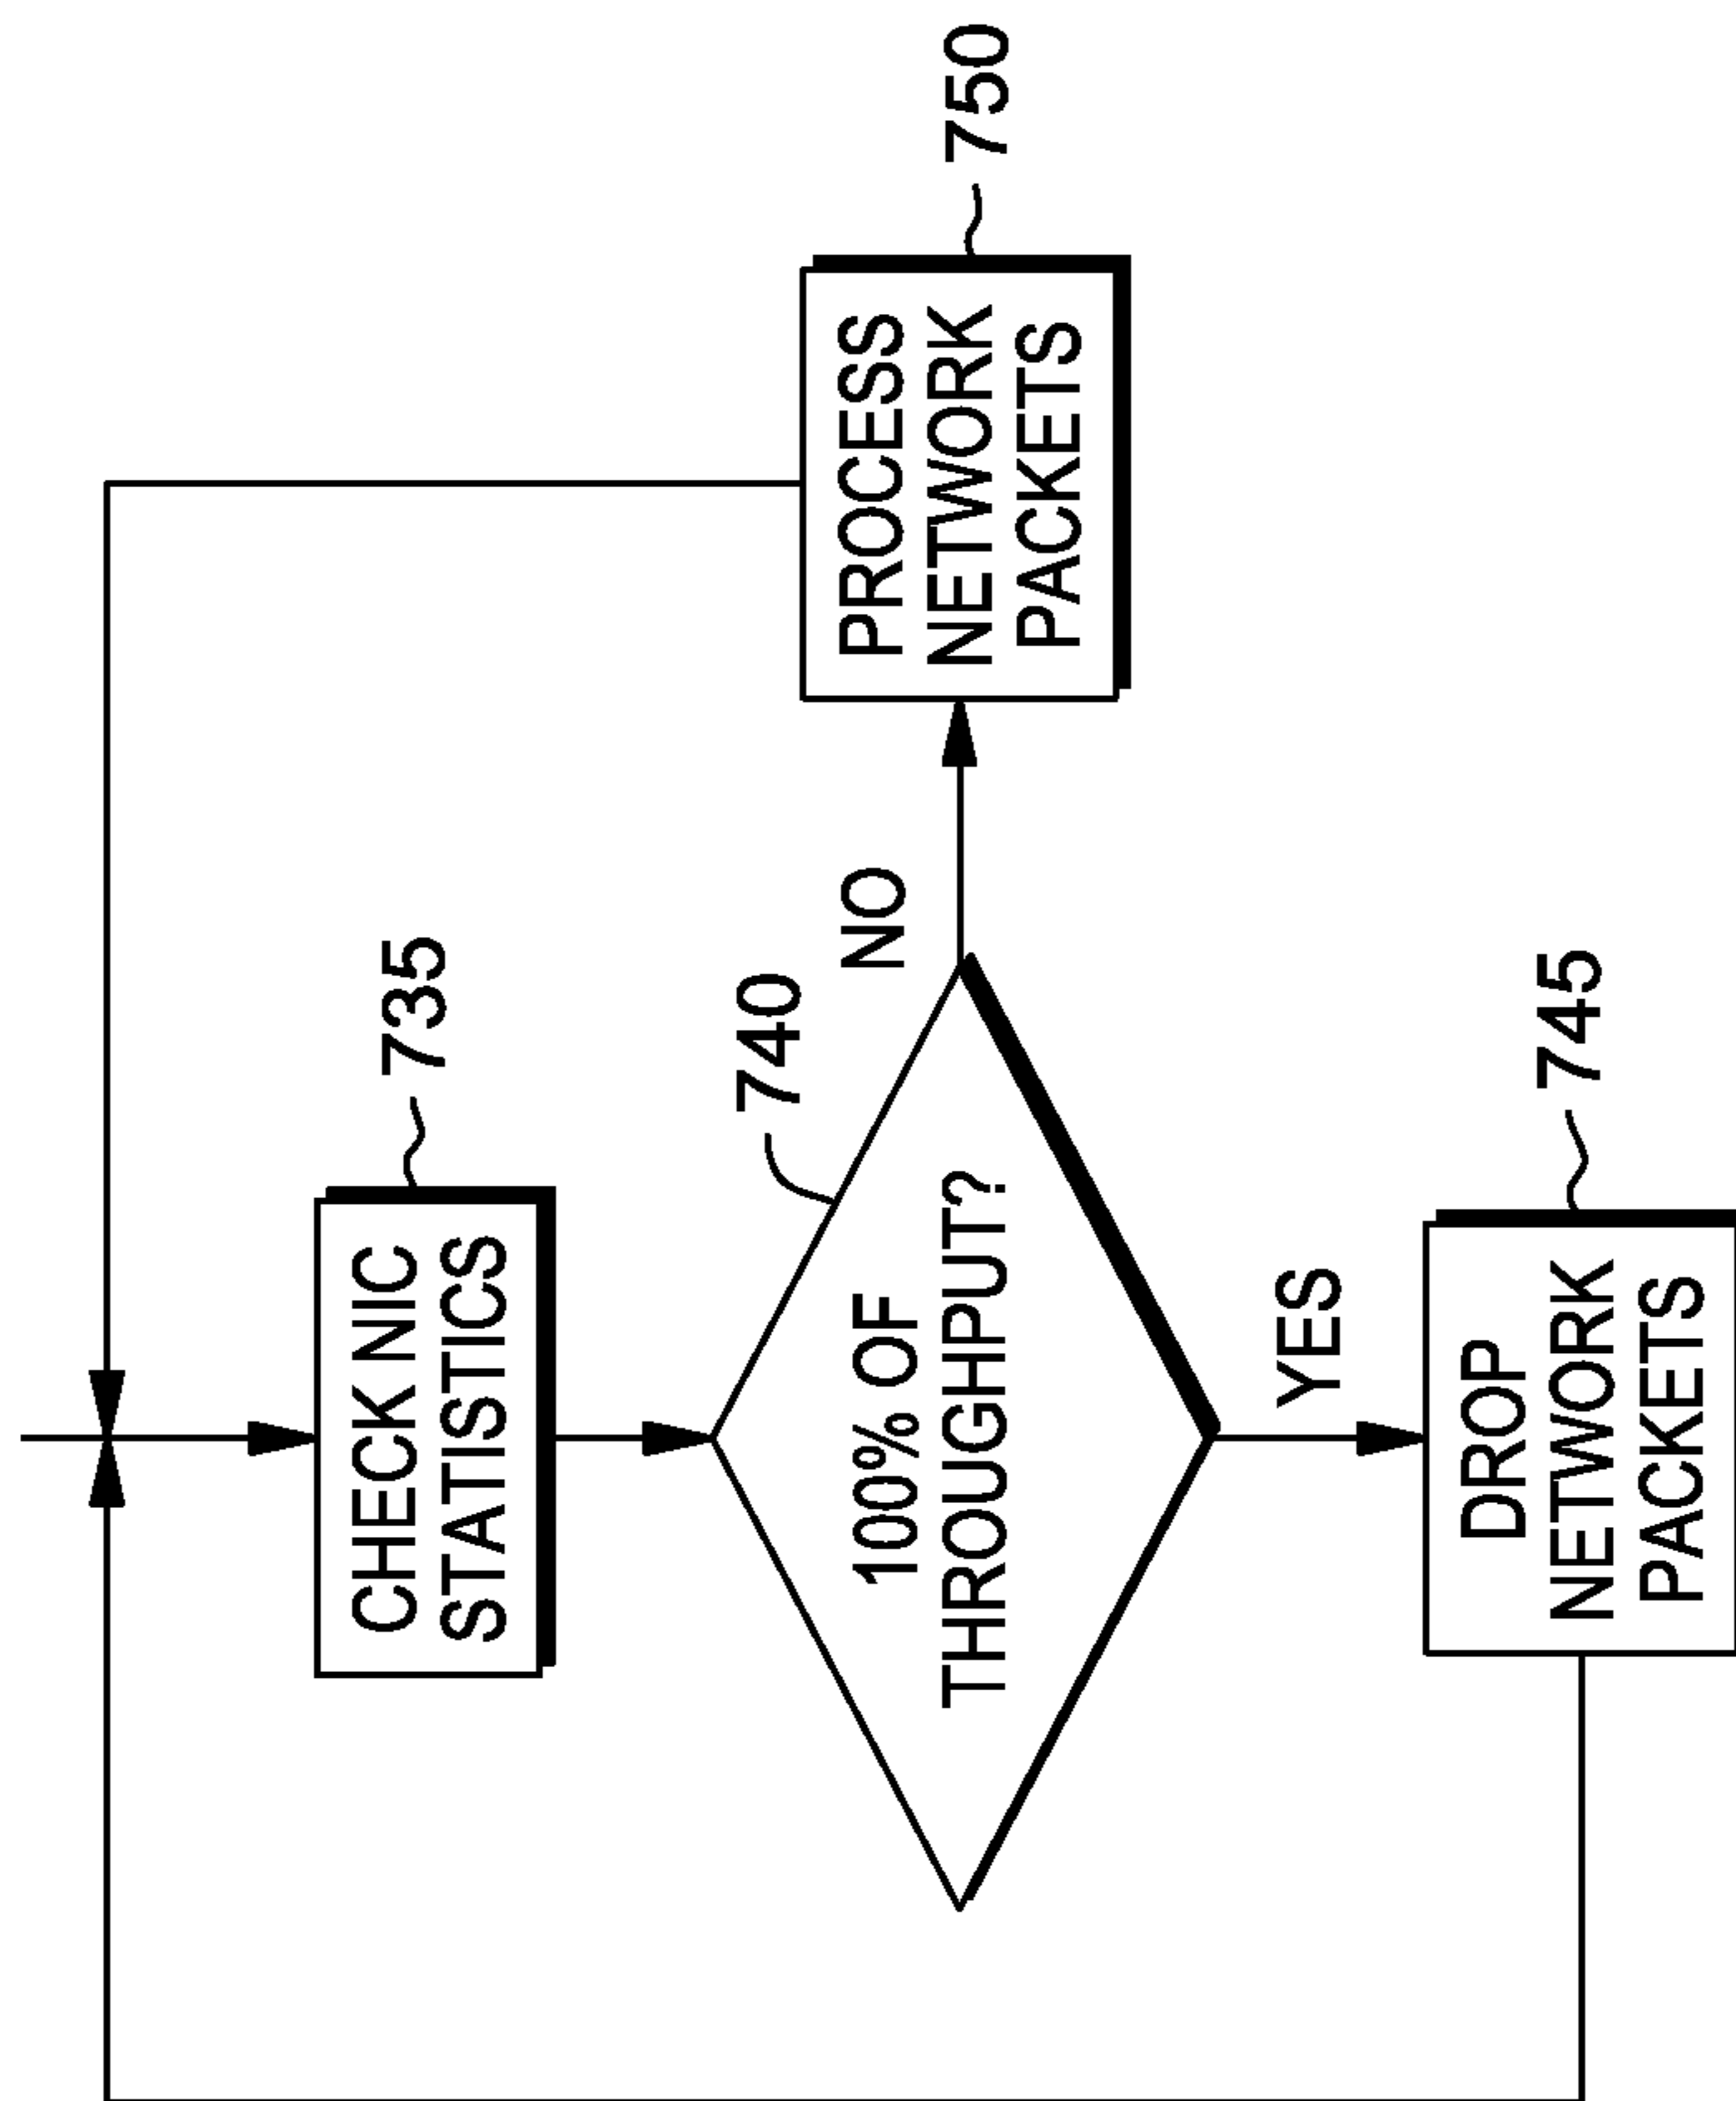 735
CHECK NIC
STATISTICS
740
100% OF
THROUGHPUT?
NO
750
PROCESS
NETWORK
PACKETS
YES
745
DROP
NETWORK
PACKETS